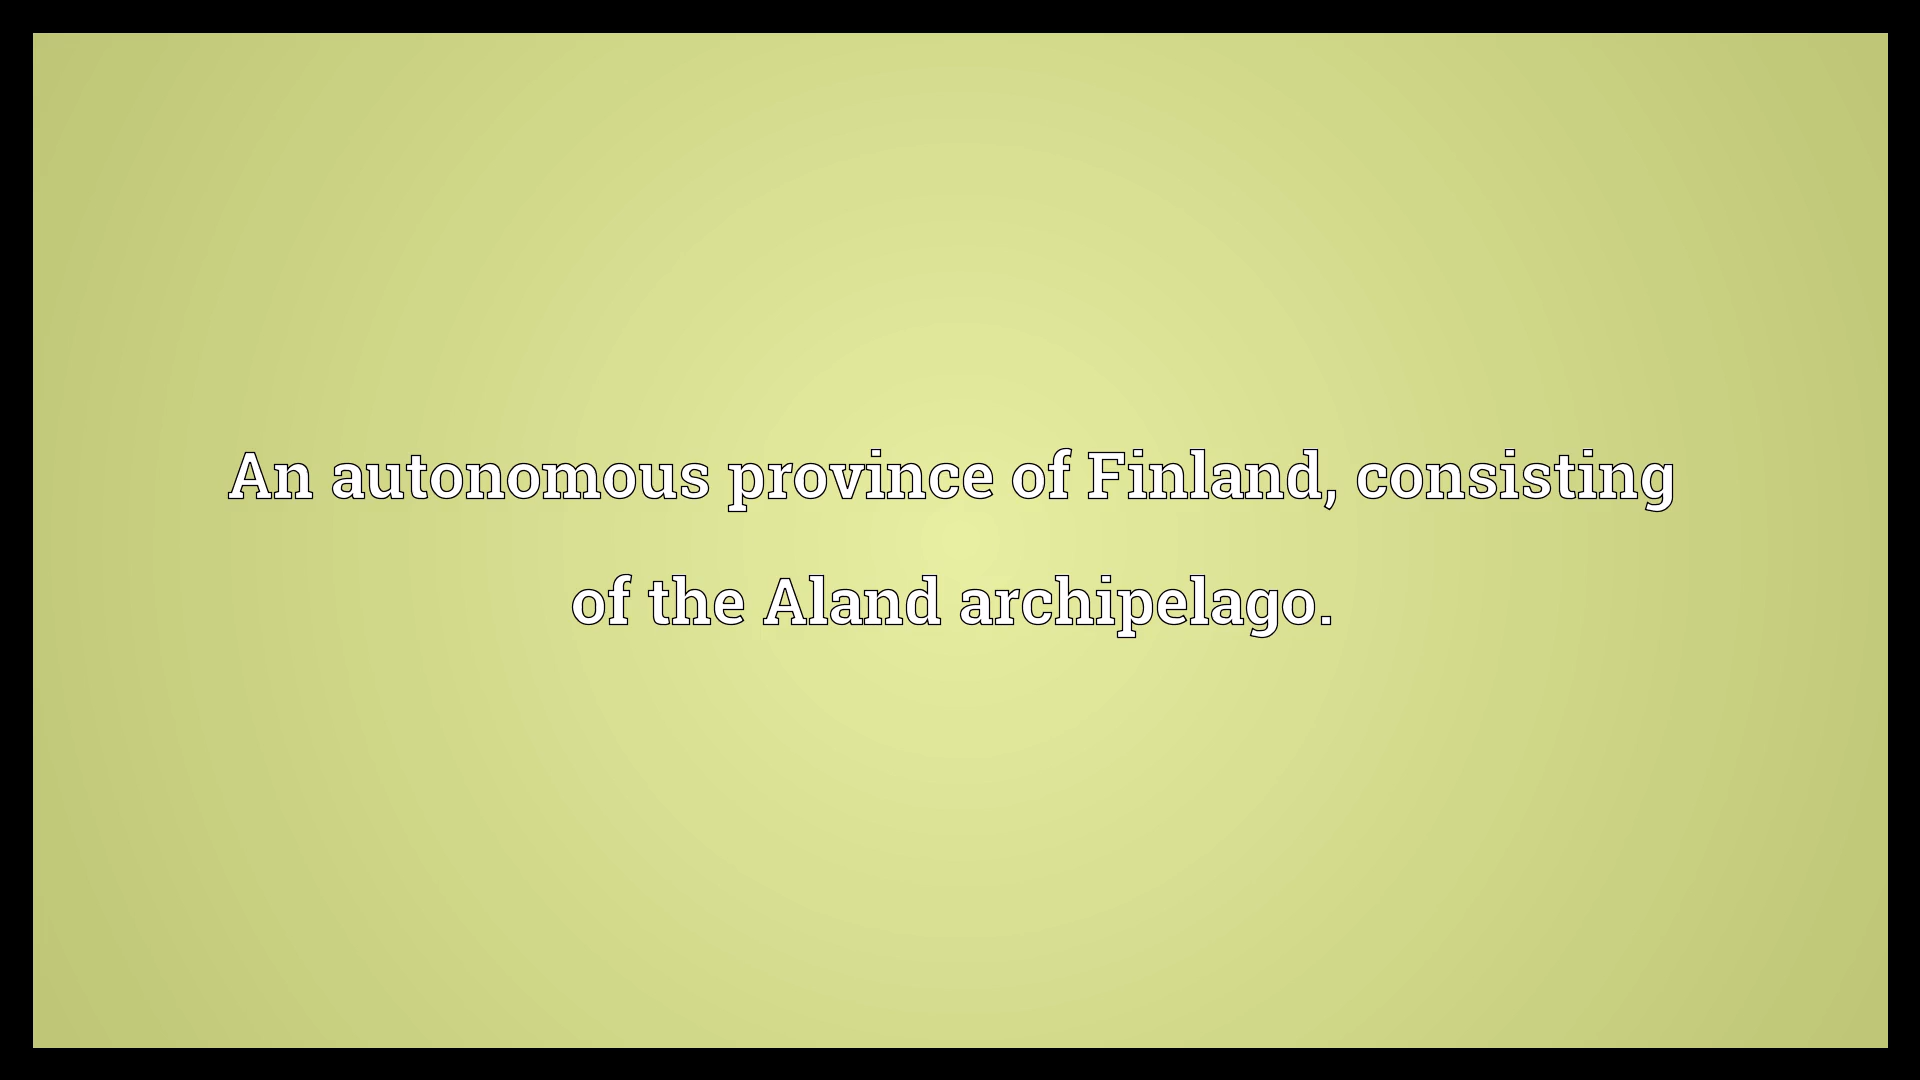 An autonomous province of Finland, consisting
of the Aland archipelago.